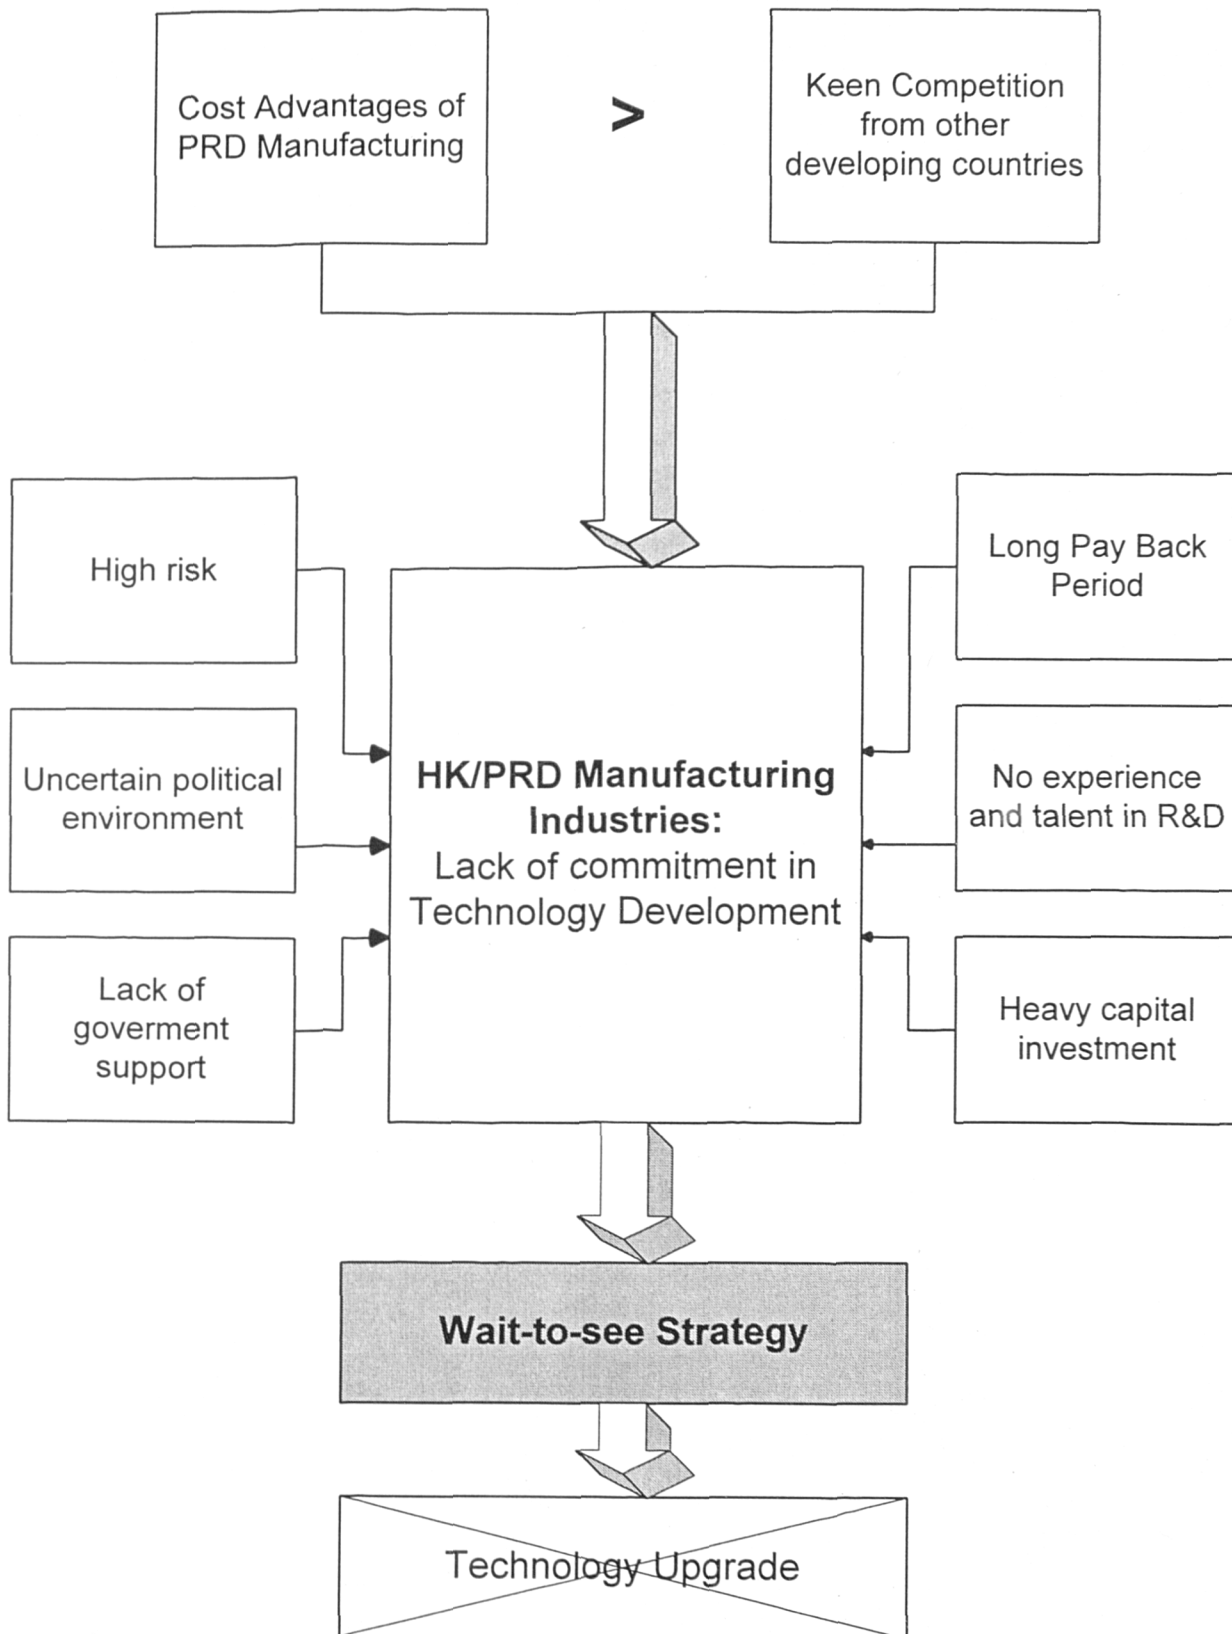 Cost Advantages of
PRD Manufacturing
>
Keen Competition
from other
developing countries
High risk
Long Pay Back
Period
Uncertain political
environment
HK/PRD Manufacturing
Industries:
Lack of commitment in
Technology Development
No experience
and talent in R&D
Lack of
goverment
support
Heavy capital
investment
Wait-to-see Strategy
Technology Upgrade